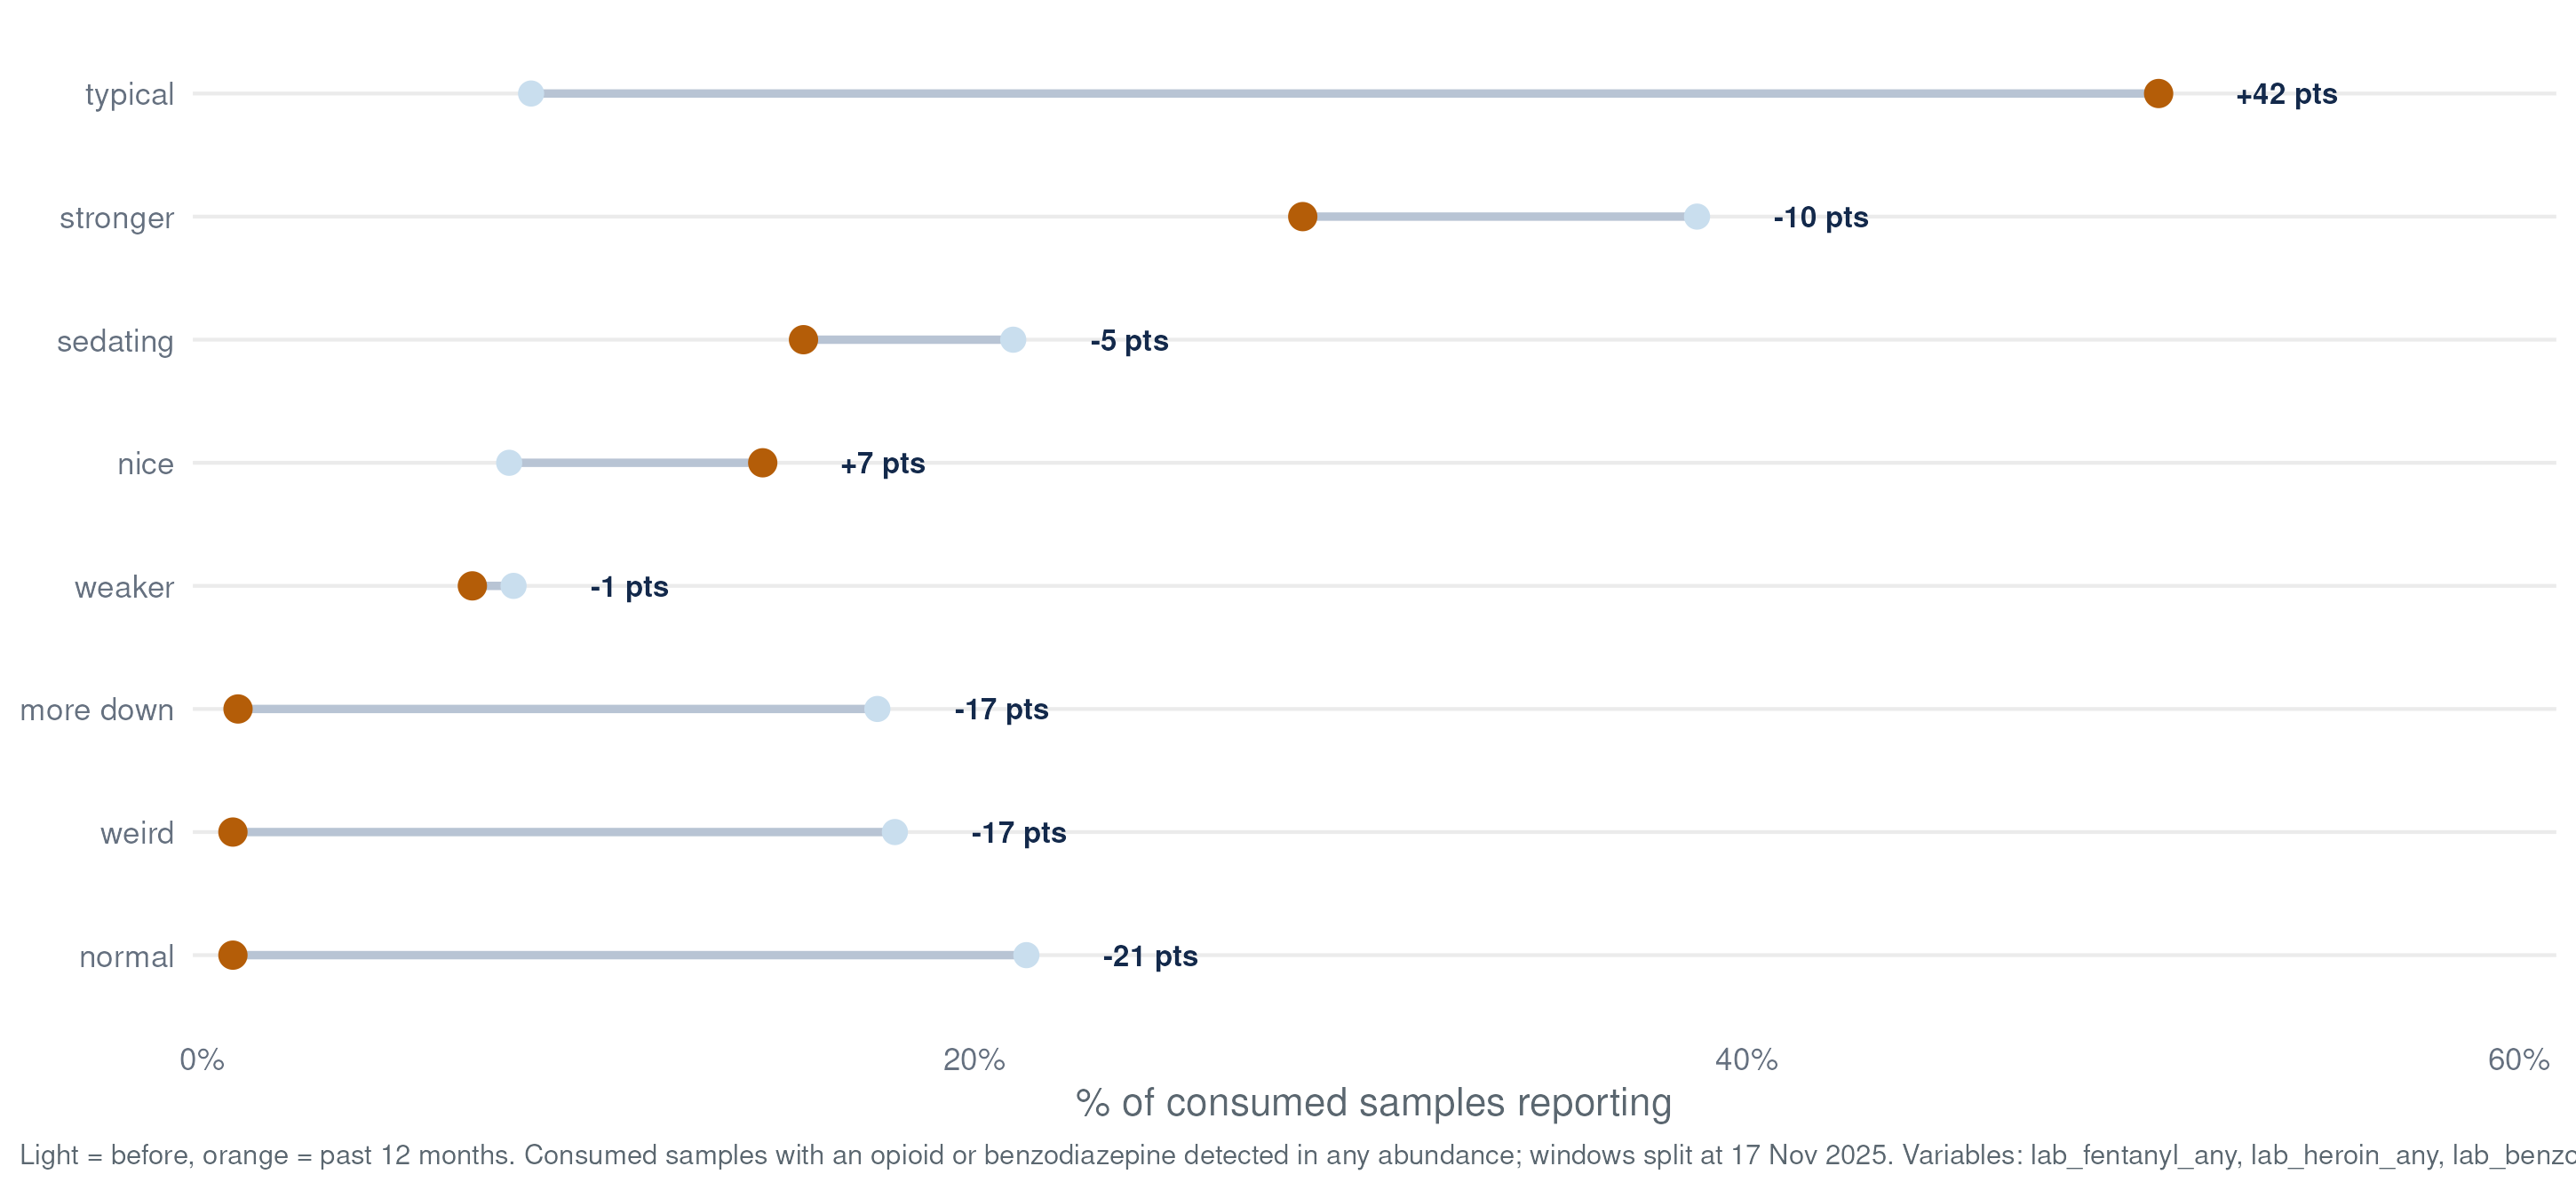 typical +42 pts
stronger -10 pts
sedating -5 pts
nice +7 pts
weaker -1 pts
more down -17 pts
weird -17 pts
normal -21 pts
0% 20% 40% 60%
% of consumed samples reporting
Light = before, orange = past 12 months. Consumed samples with an opioid or benzodiazepine detected in any abundance; windows split at 17 Nov 2025. Variables: lab_fentanyl_any, lab_heroin_any, lab_benzo